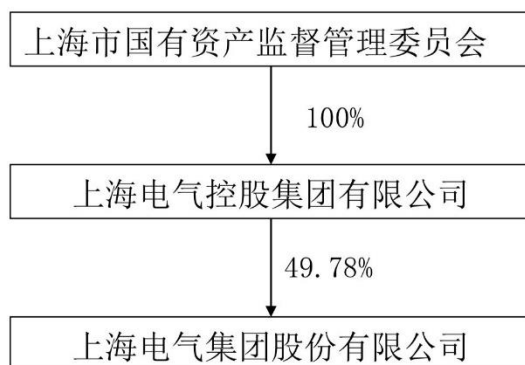 上海市国有资产监督管理委员会
100%
上海电气控股集团有限公司
49.78%
上海电气集团股份有限公司